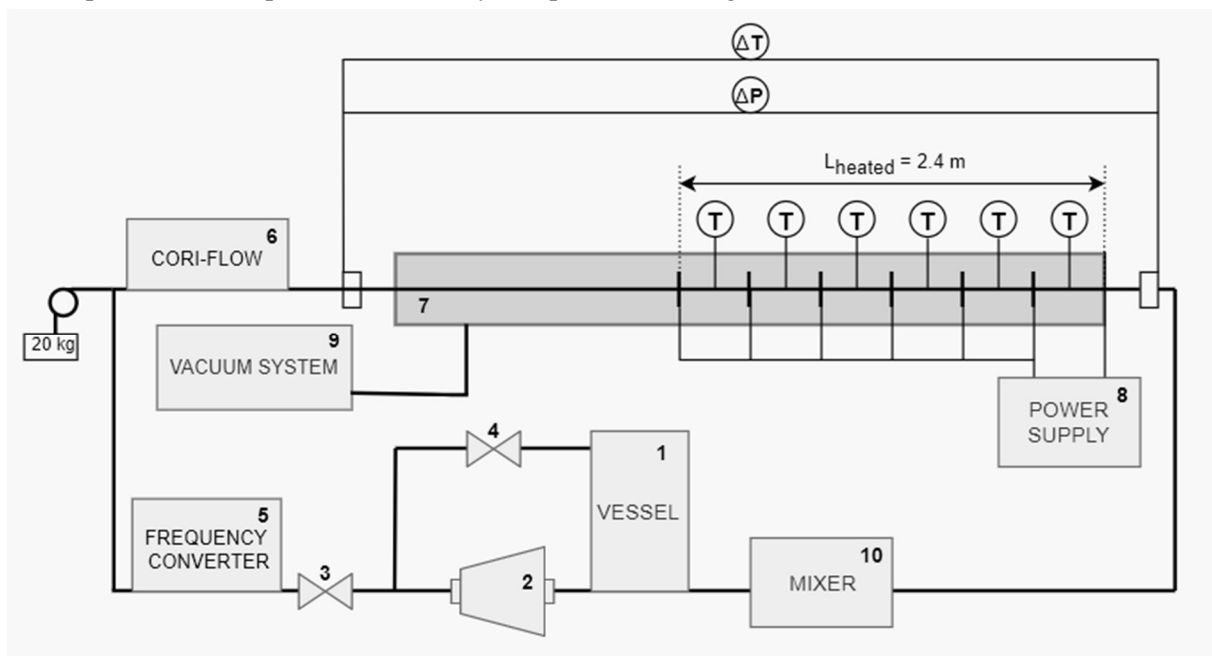 ΔT
ΔP
Lheated = 2.4 m
T T T T T T
6
CORI-FLOW
7
20 kg
9
VACUUM SYSTEM
8
POWER
SUPPLY
4
1
VESSEL
5
FREQUENCY
CONVERTER
3
2
10
MIXER